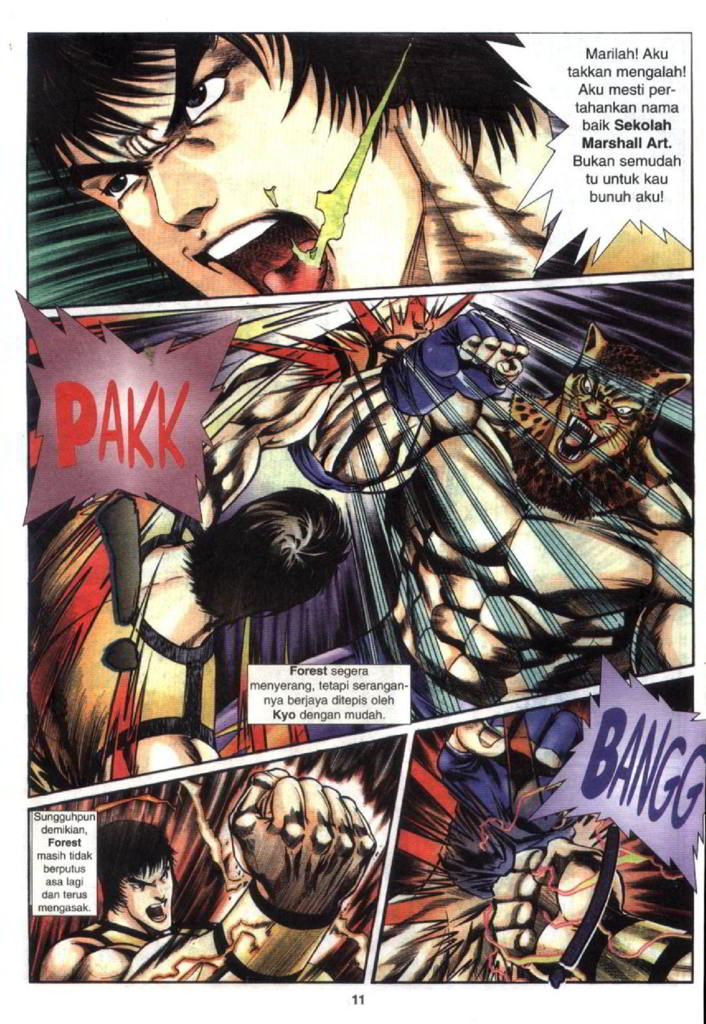 Marilah! Aku
takkan mengalah!
Aku mesti per-
tahankan nama
baik Sekolah
Marshall Art.
Bukan semudah
tu untuk kau
bunuh aku!
PAKK
Forest segera
menyerang, tetapi serangan-
nya berjaya ditepis oleh
Kyo dengan mudah.
Sungguhpun
demikian,
Forest
masih tidak
berputus
asa lagi
dan terus
mengasak.
BANGG
11